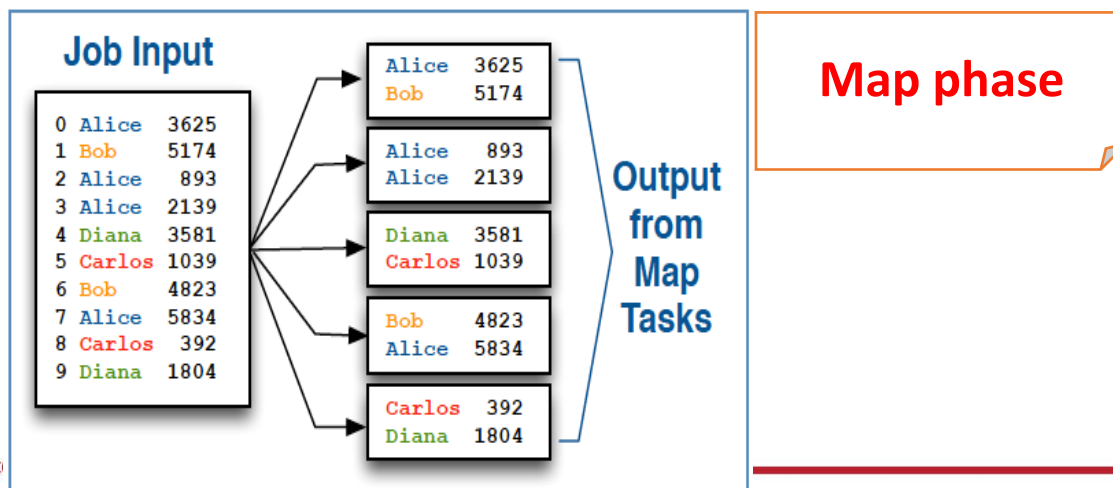 Job Input
0 Alice 3625
1 Bob 5174
2 Alice 893
3 Alice 2139
4 Diana 3581
5 Carlos 1039
6 Bob 4823
7 Alice 5834
8 Carlos 392
9 Diana 1804
Alice 3625
Bob 5174
Alice 893
Alice 2139
Diana 3581
Carlos 1039
Bob 4823
Alice 5834
Carlos 392
Diana 1804
Output
from
Map
Tasks
Map phase